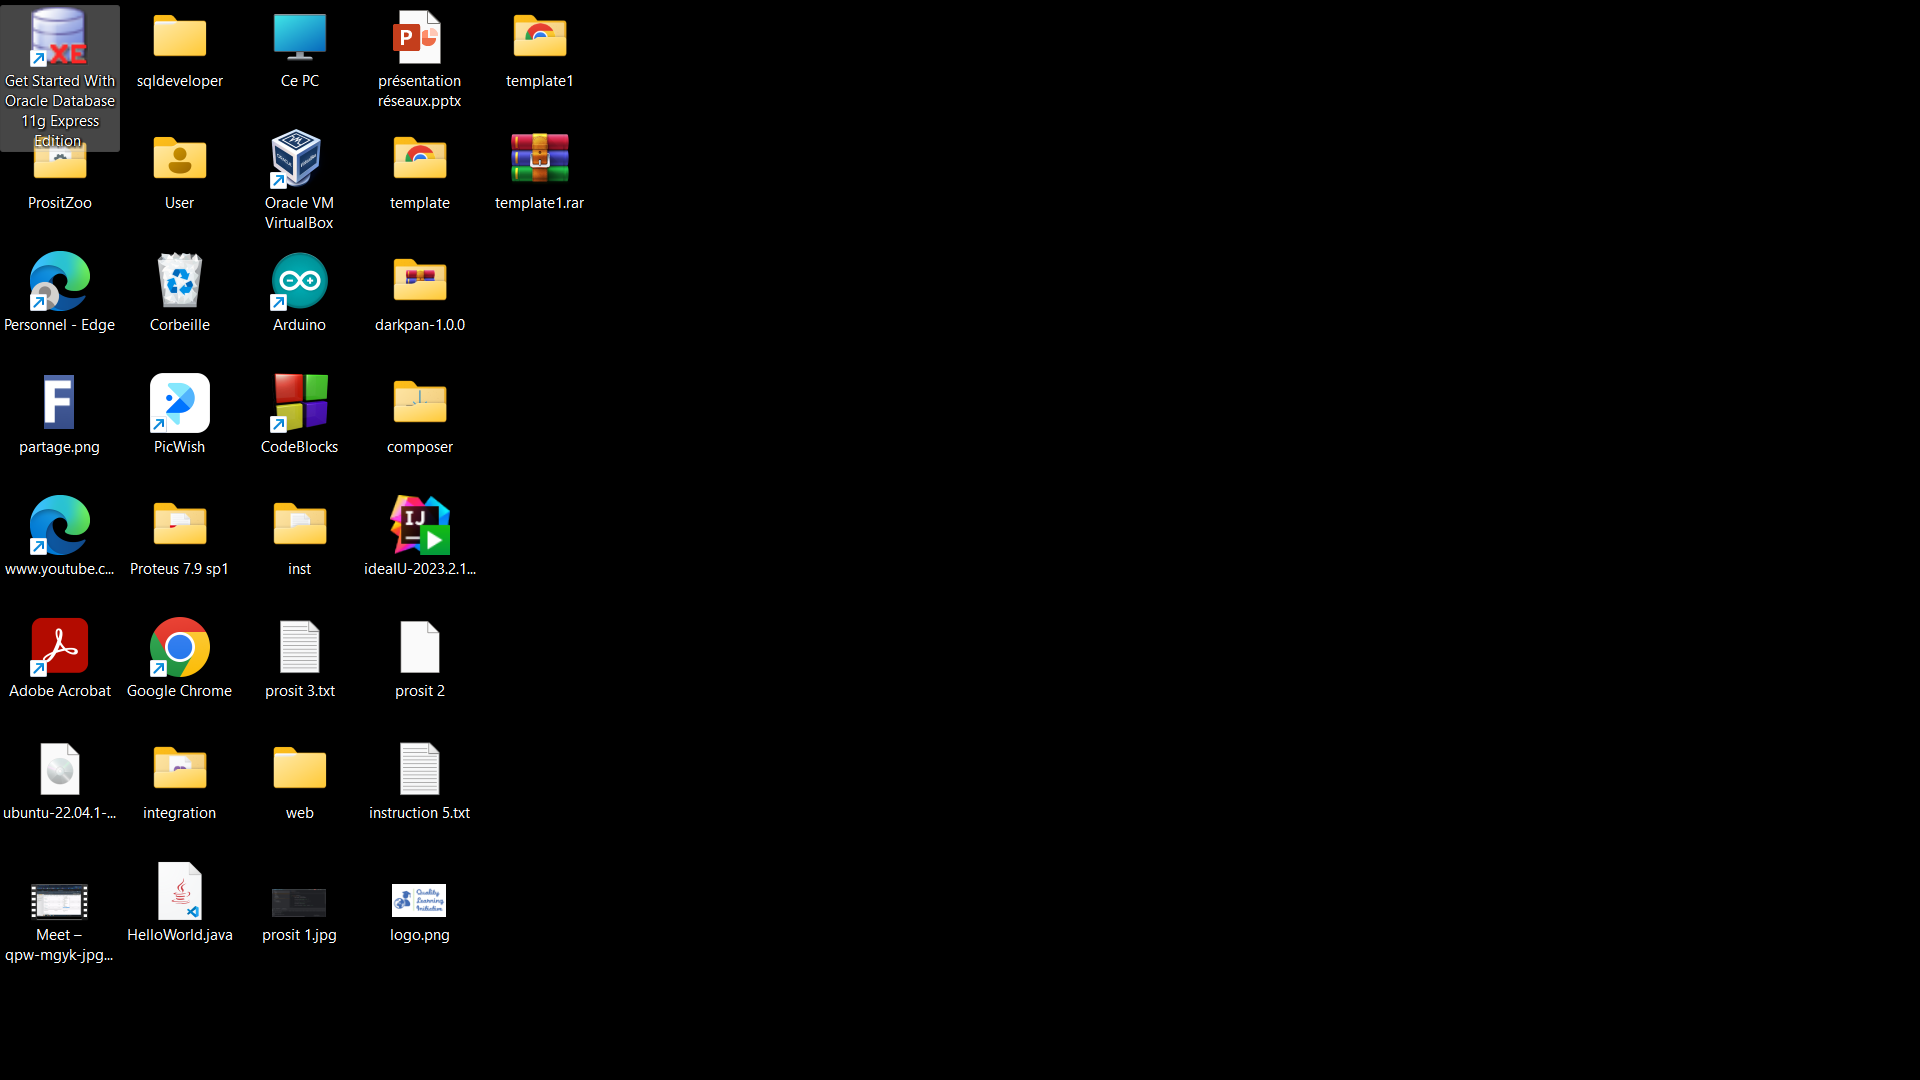 Get Started With
Oracle Database
11g Express
Edition
sqldeveloper
Ce PC
présentation
réseaux.pptx
template1
PrositZoo
User
Oracle VM
VirtualBox
template
template1.rar
Personnel - Edge
Corbeille
Arduino
darkpan-1.0.0
partage.png
PicWish
CodeBlocks
composer
www.youtube.c...
Proteus 7.9 sp1
inst
ideaIU-2023.2.1...
Adobe Acrobat
Google Chrome
prosit 3.txt
prosit 2
ubuntu-22.04.1-...
integration
web
instruction 5.txt
Meet –
qpw-mgyk-jpg...
HelloWorld.java
prosit 1.jpg
logo.png
XE
P
F
IJ
Quality
Learning
Initiative